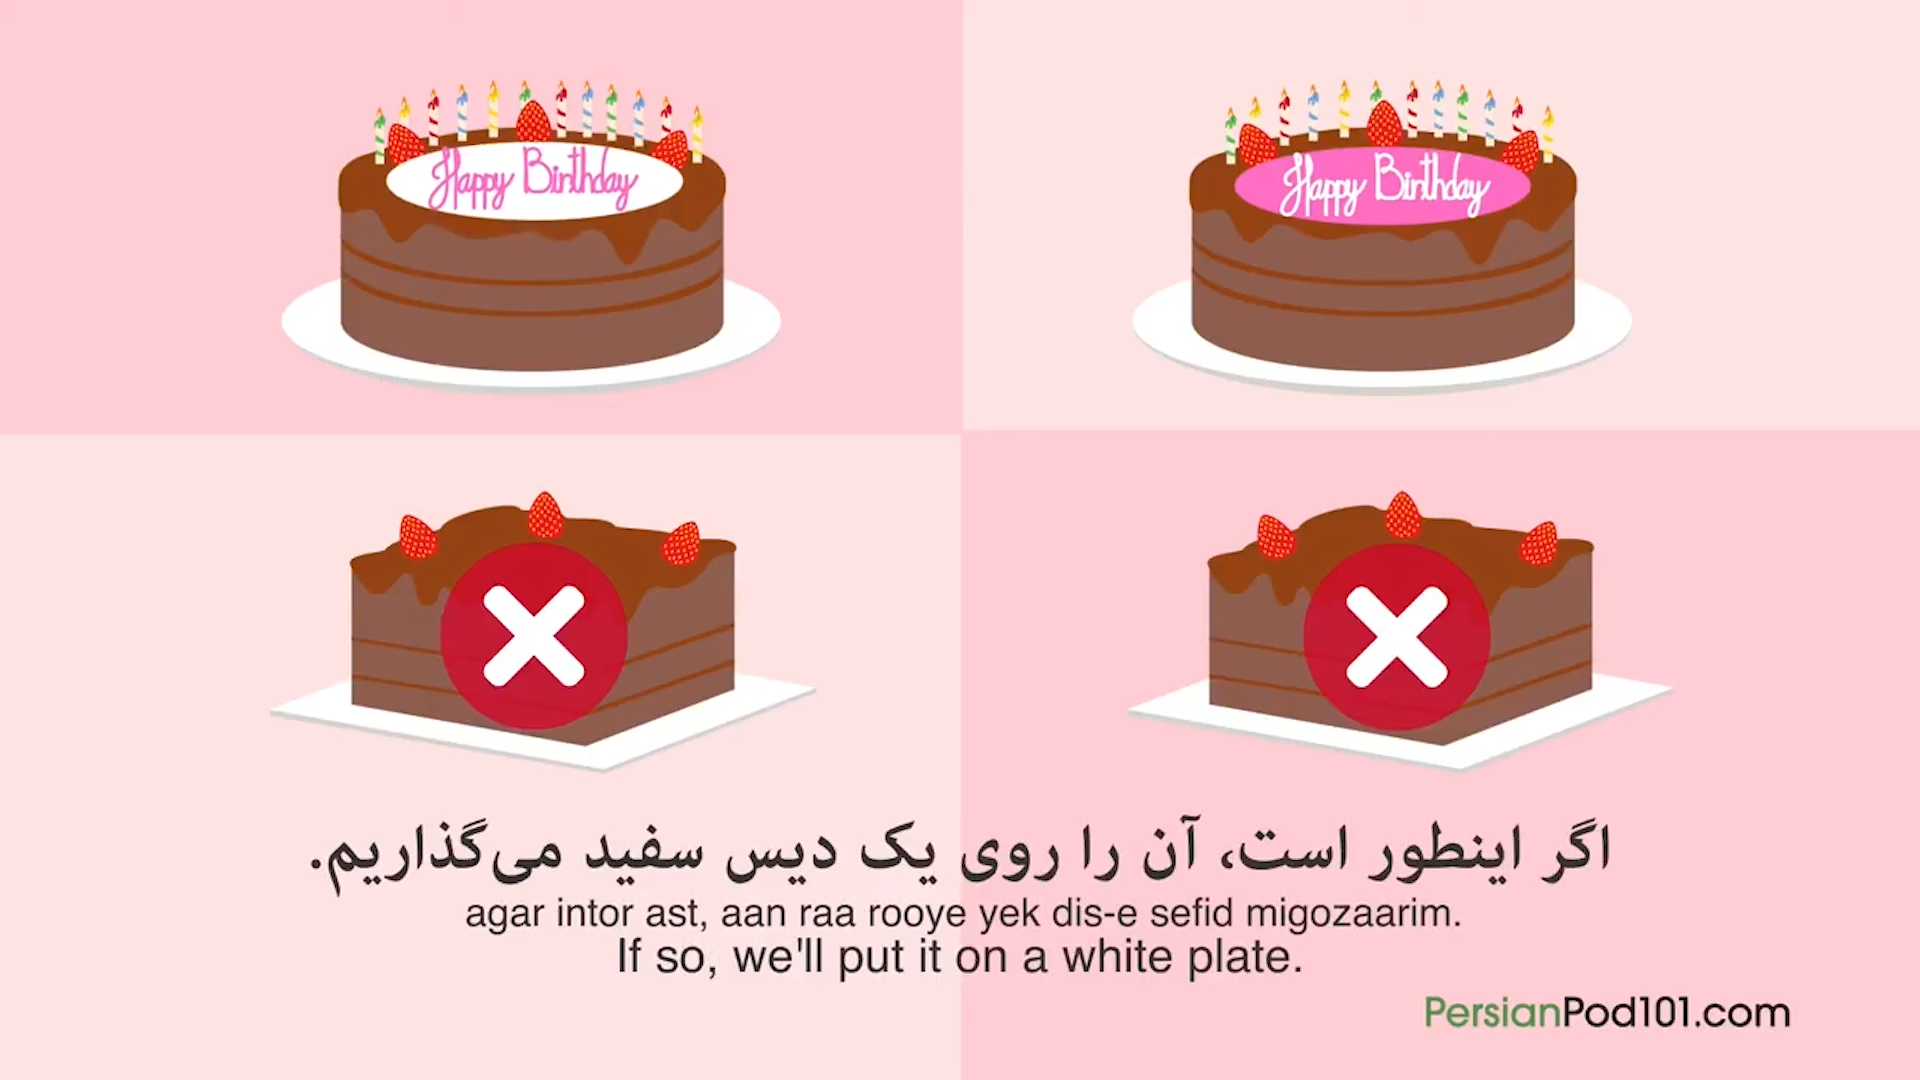 Happy Birthday
Happy Birthday
اگر اینطور است، آن را روی یک دیس سفید می‌گذاریم.
agar intor ast, aan raa rooye yek dis-e sefid migozaarim.
If so, we'll put it on a white plate.
PersianPod101.com